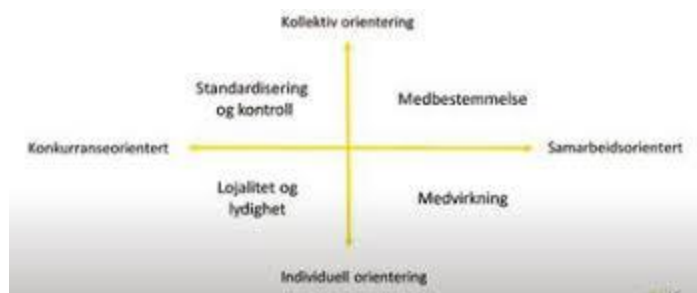 Kollektiv orientering
Standardisering
og kontroll
Medbestemmelse
Konkurranseorientert
Samarbeidsorientert
Lojalitet og
lydighet
Medvirkning
Individuell orientering